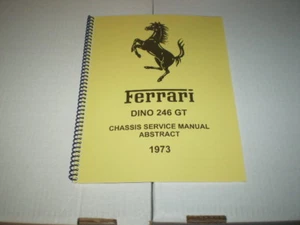 Ferrari
DINO 246 GT
CHASSIS SERVICE MANUAL
ABSTRACT
1973